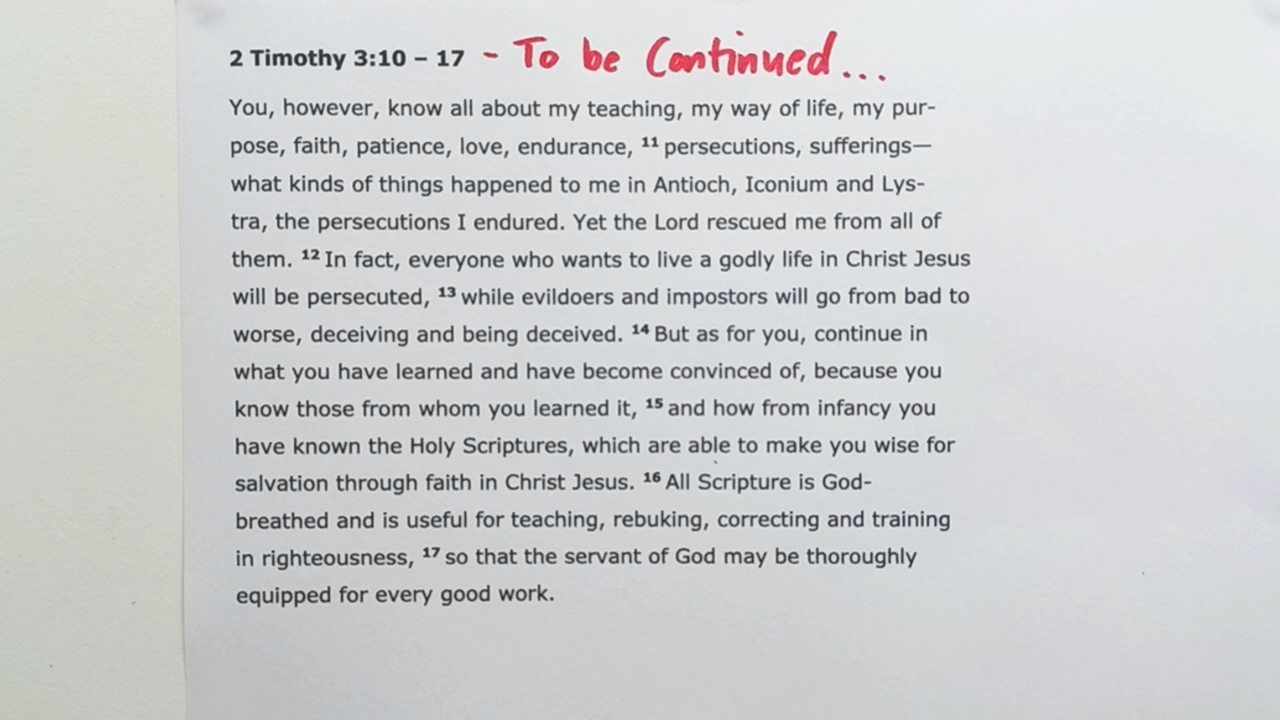 2 Timothy 3:10 – 17 - To be Continued...
You, however, know all about my teaching, my way of life, my pur-
pose, faith, patience, love, endurance, 11 persecutions, sufferings—
what kinds of things happened to me in Antioch, Iconium and Lys-
tra, the persecutions I endured. Yet the Lord rescued me from all of
them. 12 In fact, everyone who wants to live a godly life in Christ Jesus
will be persecuted, 13 while evildoers and impostors will go from bad to
worse, deceiving and being deceived. 14 But as for you, continue in
what you have learned and have become convinced of, because you
know those from whom you learned it, 15 and how from infancy you
have known the Holy Scriptures, which are able to make you wise for
salvation through faith in Christ Jesus. 16 All Scripture is God-
breathed and is useful for teaching, rebuking, correcting and training
in righteousness, 17 so that the servant of God may be thoroughly
equipped for every good work.